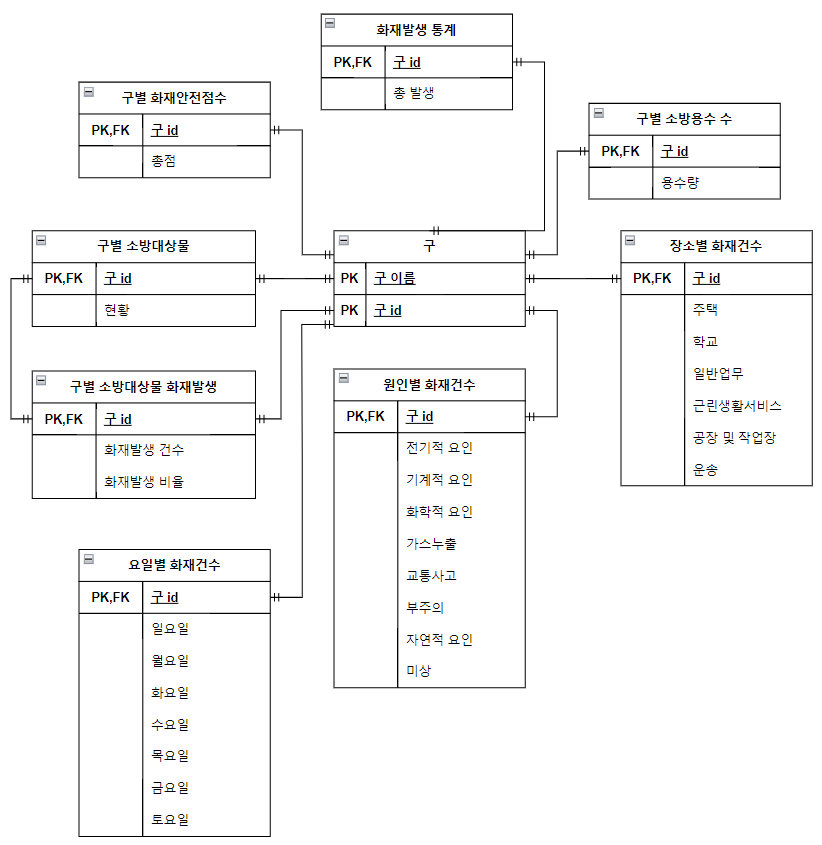 화재발생 통계
PK,FK 구 id
총 발생
구별 화재안전점수
PK,FK 구 id
총점
구별 소방용수 수
PK,FK 구 id
용수량
구별 소방대상물
PK,FK 구 id
현황
구
PK 구 이름
PK 구 id
장소별 화재건수
PK,FK 구 id
주택
학교
일반업무
근린생활서비스
공장 및 작업장
운송
구별 소방대상물 화재발생
PK,FK 구 id
화재발생 건수
화재발생 비율
원인별 화재건수
PK,FK 구 id
전기적 요인
기계적 요인
화학적 요인
가스누출
교통사고
부주의
자연적 요인
미상
요일별 화재건수
PK,FK 구 id
일요일
월요일
화요일
수요일
목요일
금요일
토요일